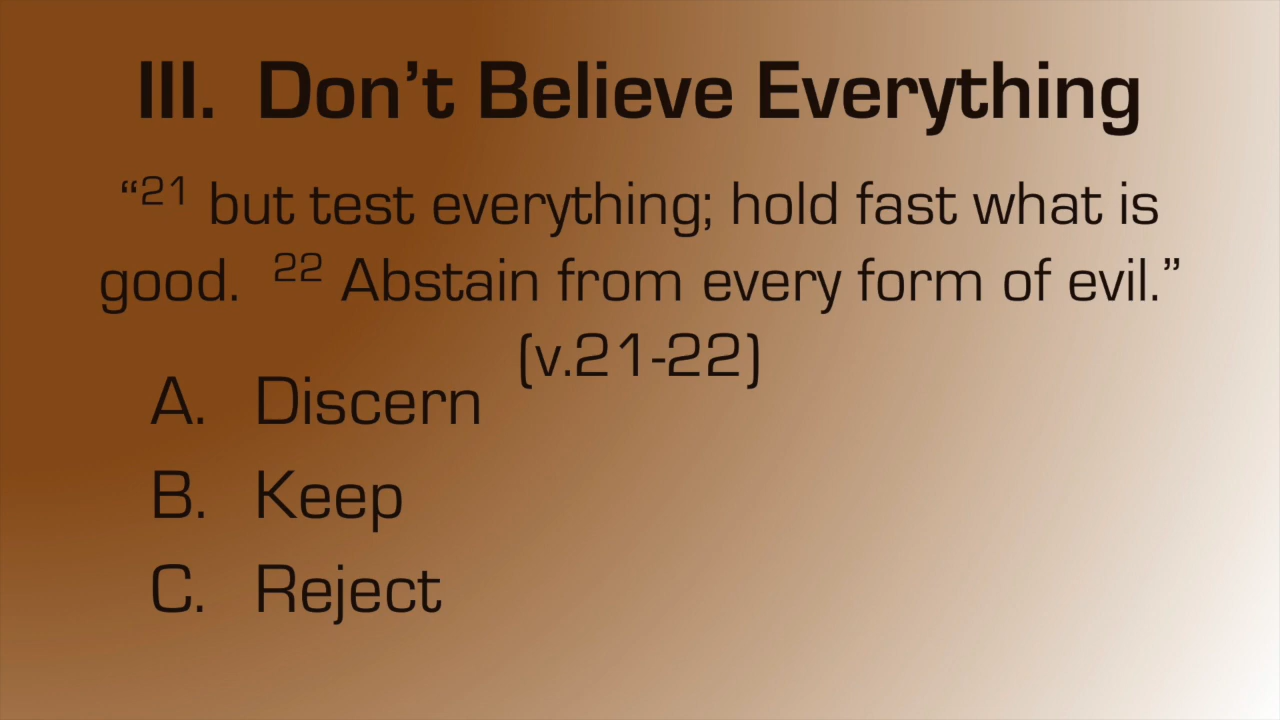 III. Don’t Believe Everything
“21 but test everything; hold fast what is
good. 22 Abstain from every form of evil.”
(v.21-22)
A. Discern
B. Keep
C. Reject